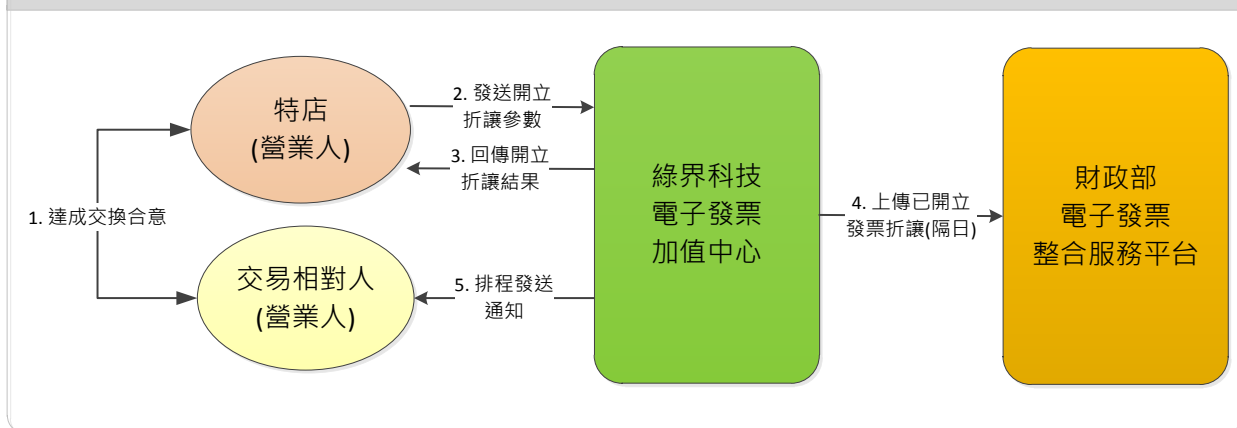 特店
(營業人)
2. 發送開立
折讓參數
3. 回傳開立
折讓結果
1. 達成交換合意
交易相對人
(營業人)
5. 排程發送
通知
綠界科技
電子發票
加值中心
4. 上傳已開立
發票折讓(隔日)
財政部
電子發票
整合服務平台